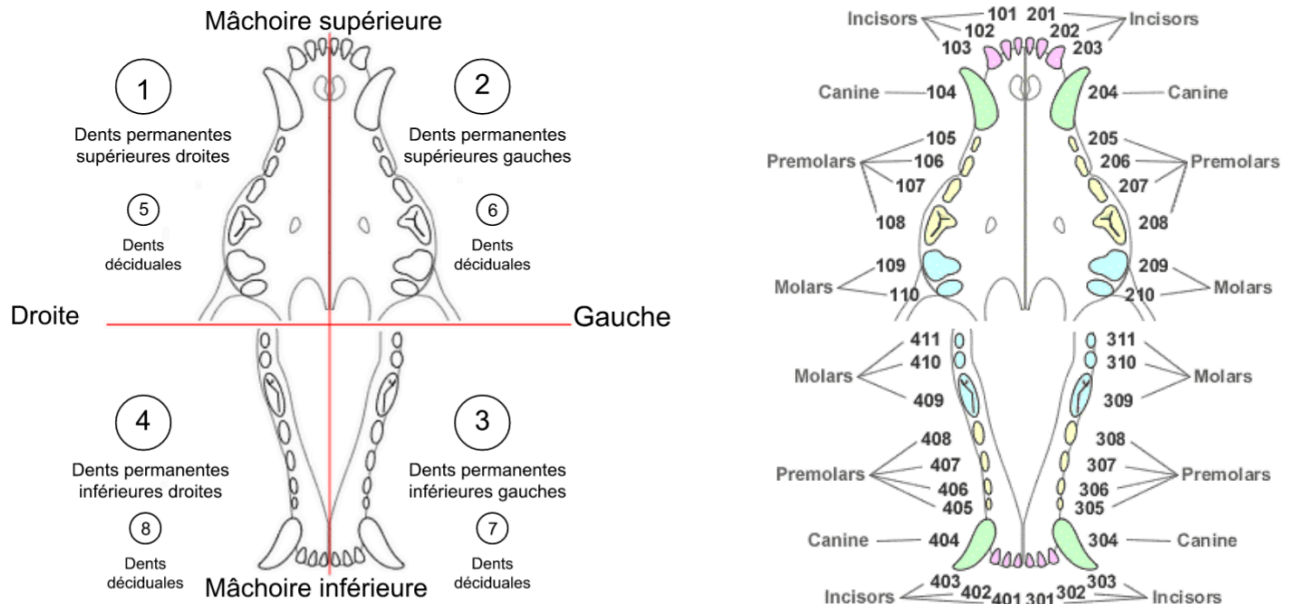 Mâchoire supérieure
1
2
Dents permanentes
supérieures droites
Dents permanentes
supérieures gauches
5
6
Dents
déciduales
Dents
déciduales
Droite
Gauche
4
3
Dents permanentes
inférieures droites
Dents permanentes
inférieures gauches
8
7
Dents
déciduales
Dents
déciduales
Mâchoire inférieure
Incisors 101 201 Incisors
102 202
103 203
Canine 104 204 Canine
105 205
Premolars 106 206 Premolars
107 207
108 208
109 209
Molars 110 210 Molars
411 311
410 310
Molars Molars
409 309
408 308
407 307
Premolars Premolars
406 306
405 305
Canine 404 304 Canine
403 303
402 302
Incisors 401 301 Incisors